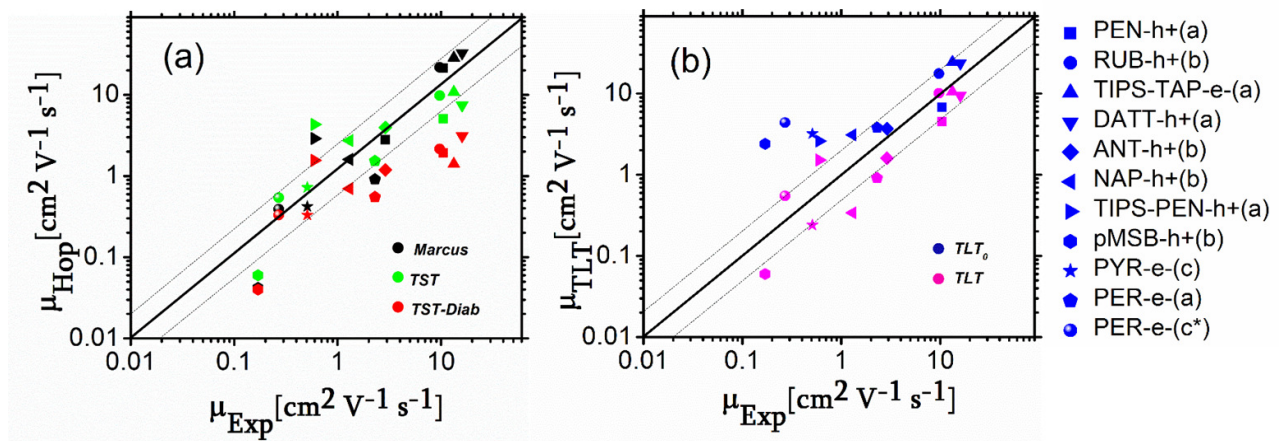 (a)
μHop[cm2 V-1 s-1]
10
1
0.1
0.01
Marcus
TST
TST-Diab
0.01 0.1 1 10
μExp[cm2 V-1 s-1]
(b)
μTLT[cm2 V-1 s-1]
10
1
0.1
0.01
TLT0
TLT
0.01 0.1 1 10
μExp[cm2 V-1 s-1]
PEN-h+(a)
RUB-h+(b)
TIPS-TAP-e-(a)
DATT-h+(a)
ANT-h+(b)
NAP-h+(b)
TIPS-PEN-h+(a)
pMSB-h+(b)
PYR-e-(c)
PER-e-(a)
PER-e-(c*)